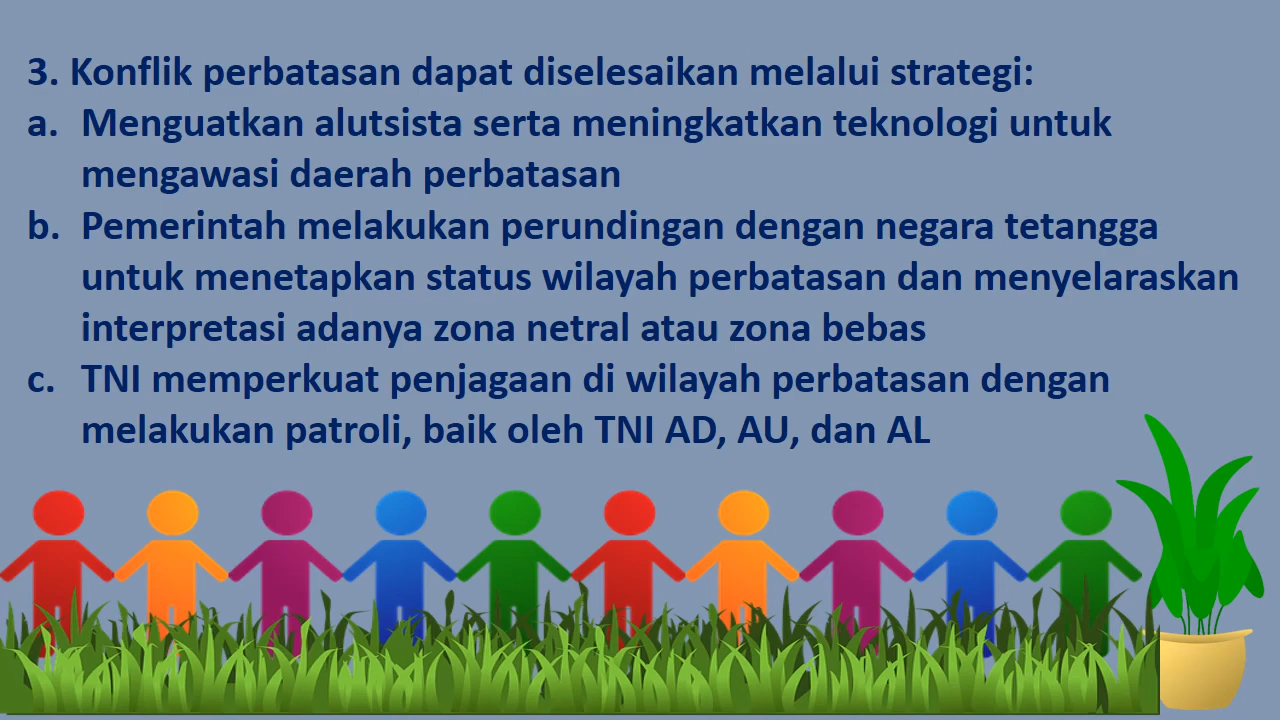 3. Konflik perbatasan dapat diselesaikan melalui strategi:
a. Menguatkan alutsista serta meningkatkan teknologi untuk
mengawasi daerah perbatasan
b. Pemerintah melakukan perundingan dengan negara tetangga
untuk menetapkan status wilayah perbatasan dan menyelaraskan
interpretasi adanya zona netral atau zona bebas
c. TNI memperkuat penjagaan di wilayah perbatasan dengan
melakukan patroli, baik oleh TNI AD, AU, dan AL